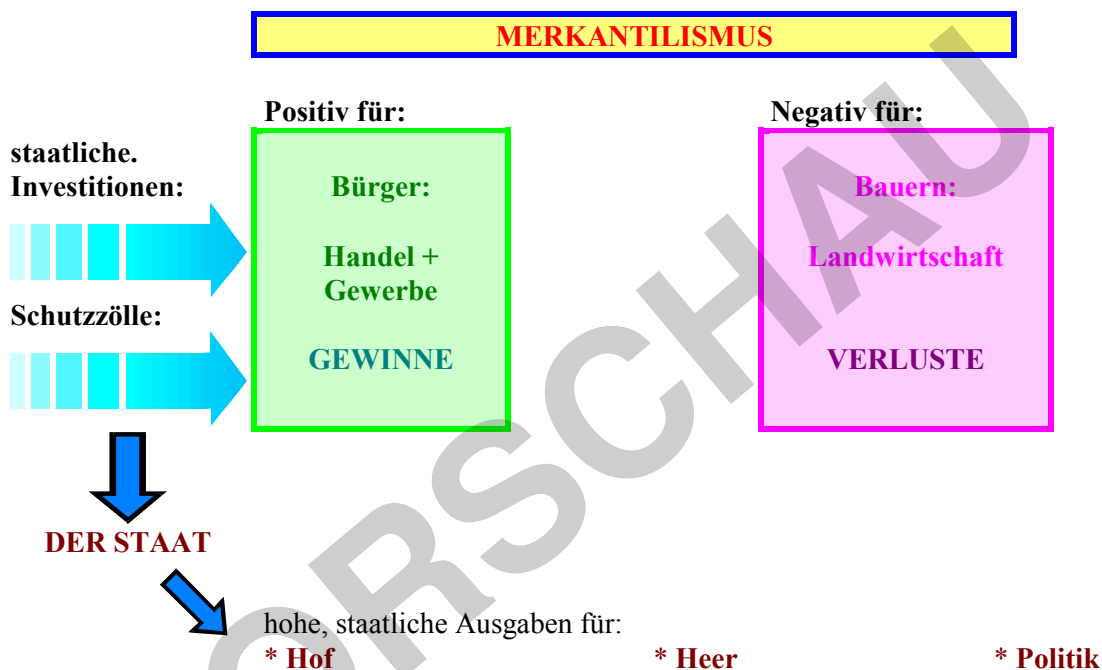 MERKANTILISMUS
Positiv für:
Negativ für:
staatliche.
Investitionen:
Bürger:
Bauern:
Handel +
Gewerbe
Landwirtschaft
Schutzzölle:
GEWINNE
VERLUSTE
DER STAAT
hohe, staatliche Ausgaben für:
* Hof * Heer * Politik
VORSCHAU